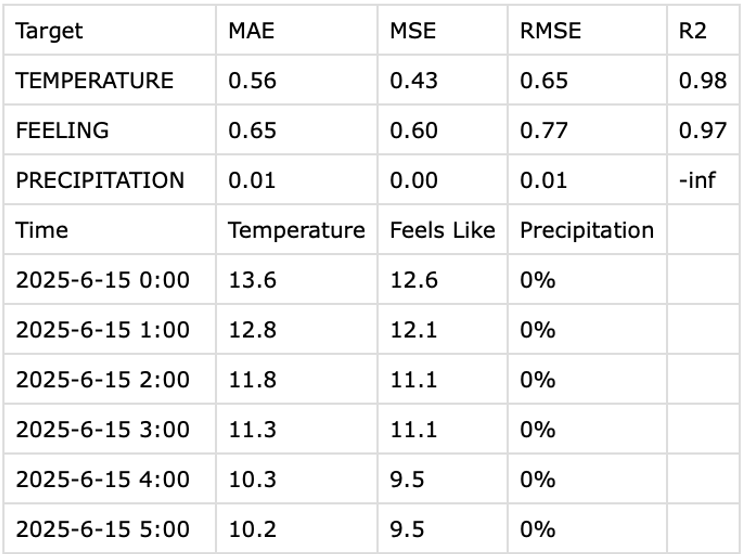 Target MAE MSE RMSE R2
TEMPERATURE 0.56 0.43 0.65 0.98
FEELING 0.65 0.60 0.77 0.97
PRECIPITATION 0.01 0.00 0.01 -inf
Time Temperature Feels Like Precipitation
2025-6-15 0:00 13.6 12.6 0%
2025-6-15 1:00 12.8 12.1 0%
2025-6-15 2:00 11.8 11.1 0%
2025-6-15 3:00 11.3 11.1 0%
2025-6-15 4:00 10.3 9.5 0%
2025-6-15 5:00 10.2 9.5 0%